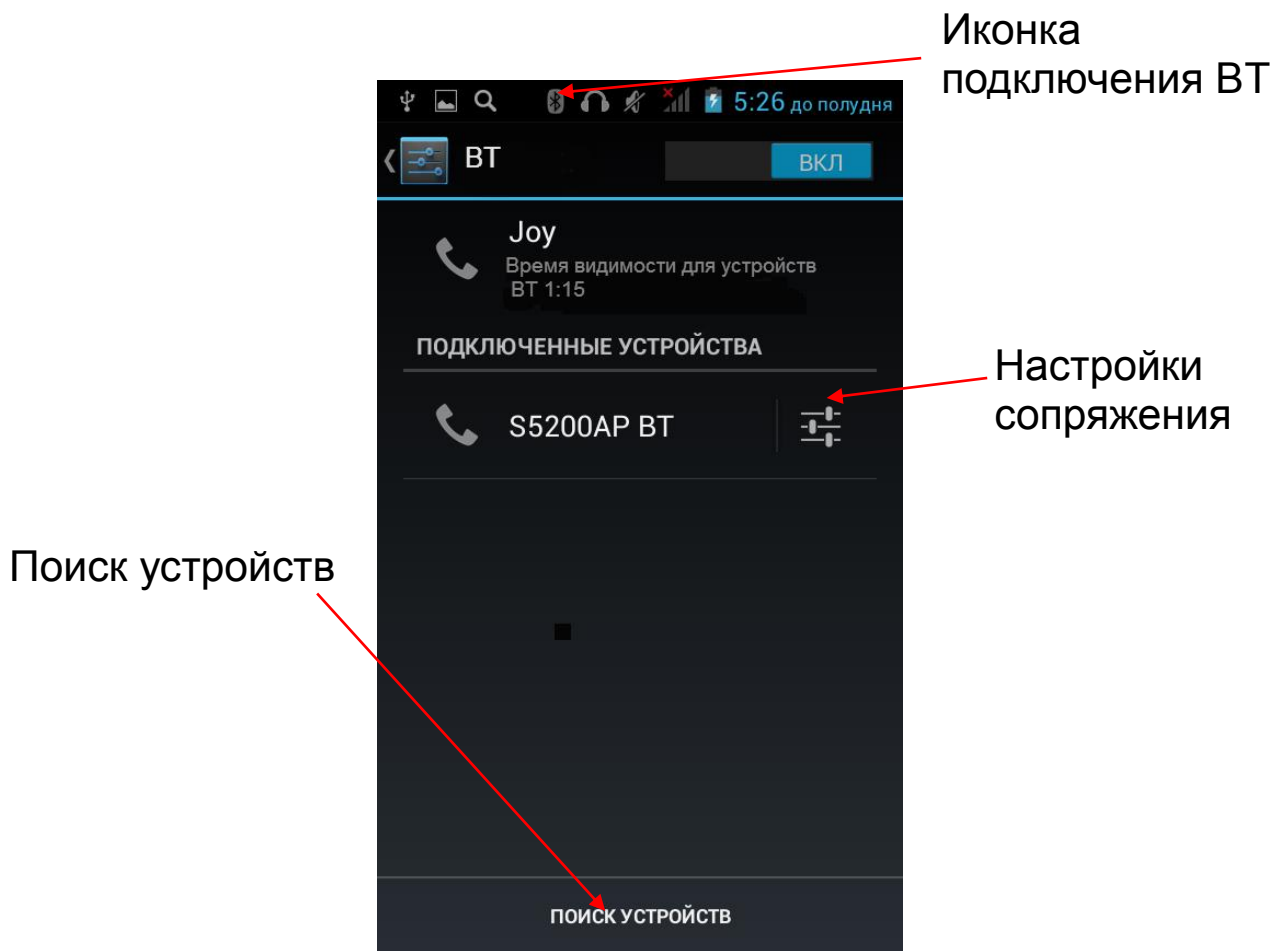 Иконка
подключения BT
5:26 до полудня
BT
ВКЛ
Joy
Время видимости для устройств
BT 1:15
ПОДКЛЮЧЕННЫЕ УСТРОЙСТВА
Настройки
сопряжения
S5200AP BT
Поиск устройств
ПОИСК УСТРОЙСТВ